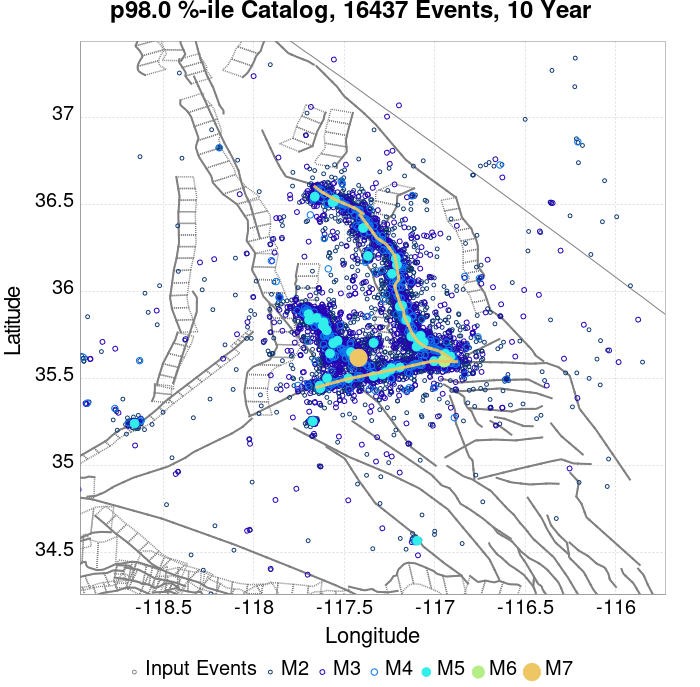 p98.0 %-ile Catalog, 16437 Events, 10 Year
37
36.5
36
35.5
35
34.5
Latitude
-118.5 -118 -117.5 -117 -116.5 -116
Longitude
Input Events M2 M3 M4 M5 M6 M7